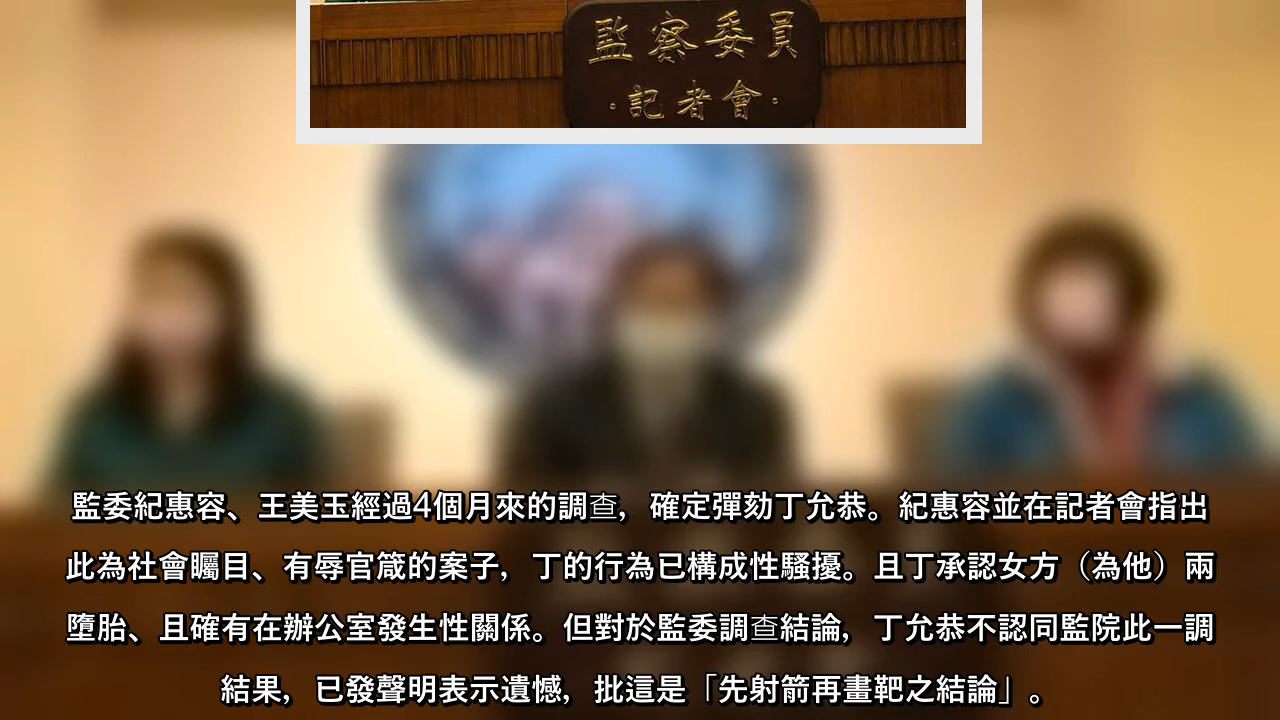 監察委員
·記者會·
監委紀惠容、王美玉經過4個月來的調查，確定彈劾丁允恭。紀惠容並在記者會指出
此為社會矚目、有辱官箴的案子，丁的行為已構成性騷擾。且丁承認女方（為他）兩
墮胎、且確有在辦公室發生性關係。但對於監委調查結論，丁允恭不認同監院此一調
結果，已發聲明表示遺憾，批這是「先射箭再畫靶之結論」。